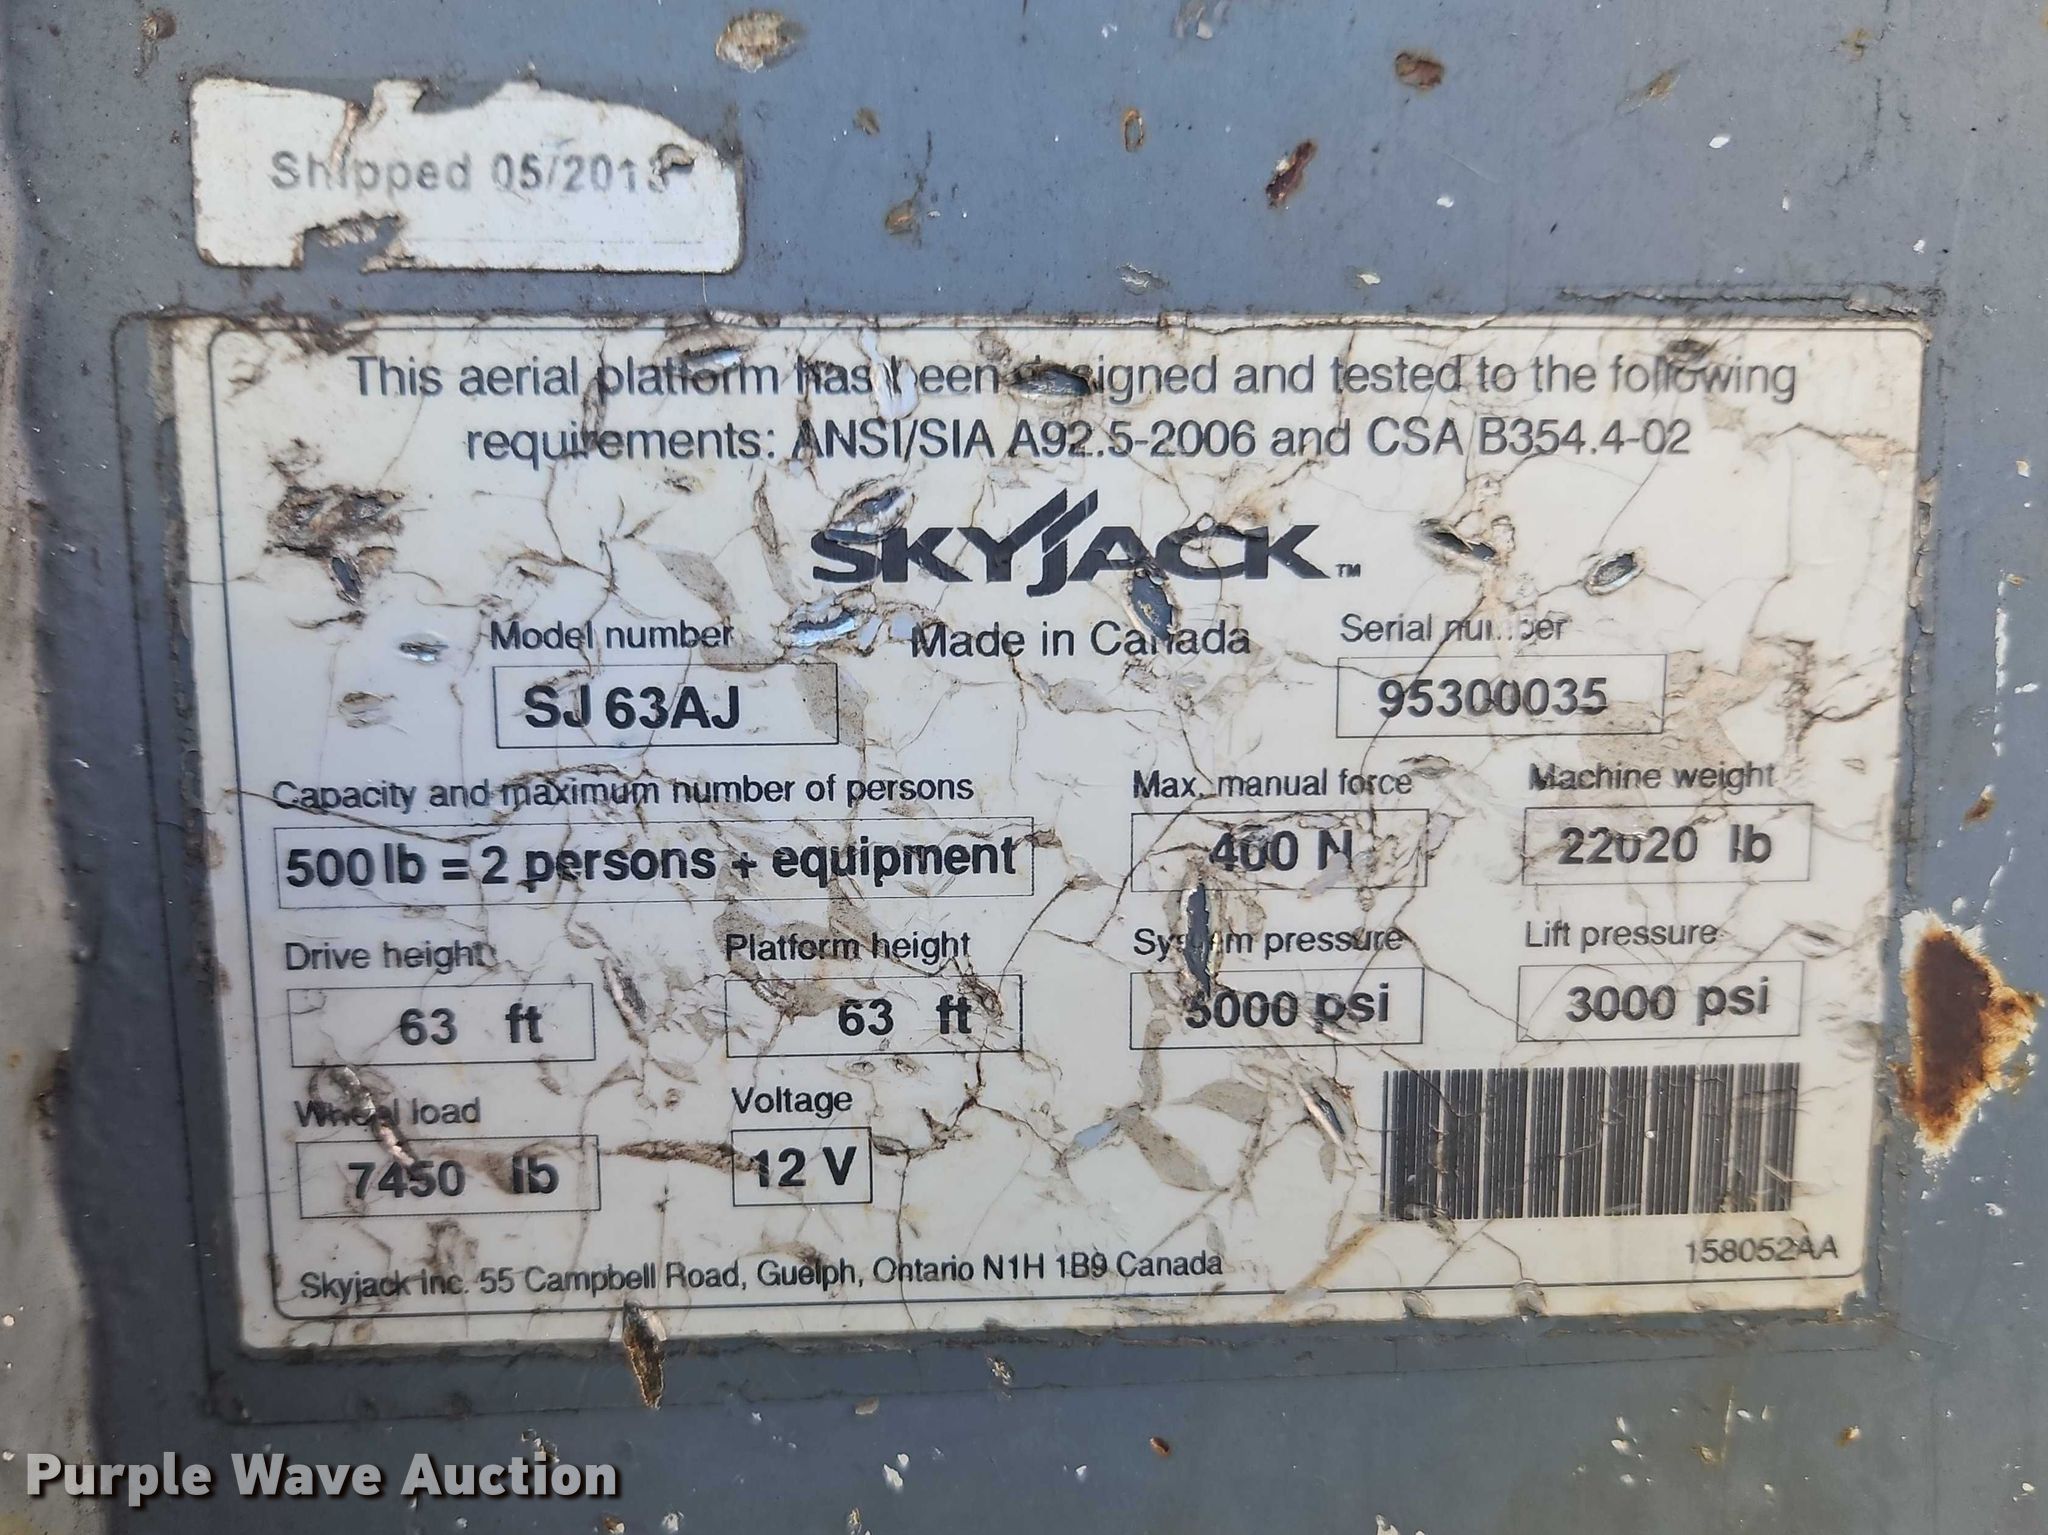 Shipped 05/2013
This aerial platform has been designed and tested to the following
requirements: ANSI/SIA A92.5-2006 and CSA B354.4-02
SKYJACK™
Model number
Made in Canada
Serial number
SJ63AJ
95300035
Capacity and maximum number of persons
Max. manual force
Machine weight
500 lb = 2 persons + equipment
400 N
22020 lb
Drive height
Platform height
System pressure
Lift pressure
63 ft
63 ft
3000 psi
3000 psi
Wheel load
Voltage
7450 lb
12 V
158052AA
Skyjack Inc. 55 Campbell Road, Guelph, Ontario N1H 1B9 Canada
Purple Wave Auction